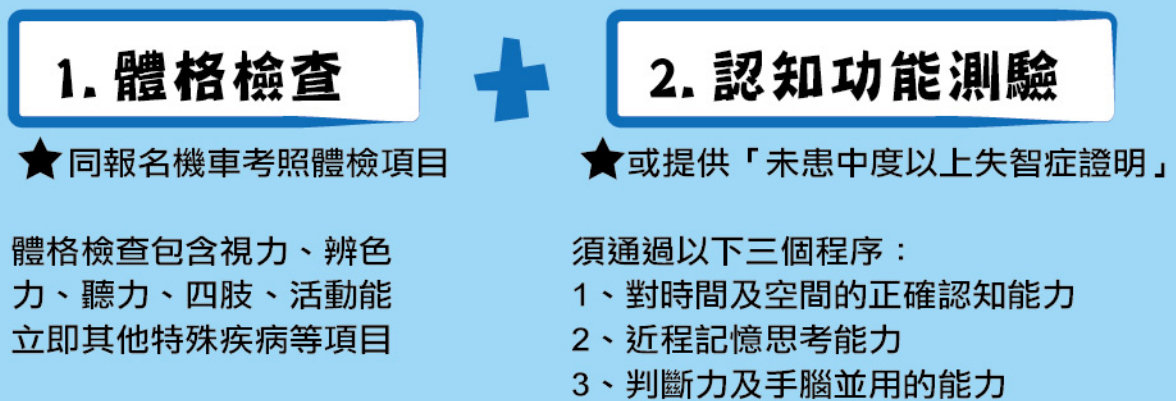 1. 體格檢查
★同報名機車考照體檢項目
體格檢查包含視力、辨色
力、聽力、四肢、活動能
立即其他特殊疾病等項目
2. 認知功能測驗
★或提供「未患中度以上失智症證明」
須通過以下三個程序：
1、對時間及空間的正確認知能力
2、近程記憶思考能力
3、判斷力及手腦並用的能力